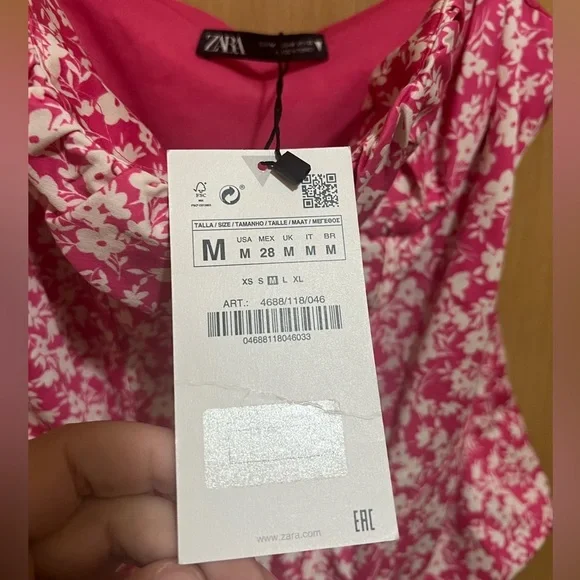 ZARA
FSC
TALLA / SIZE / TAMANHO / TAILLE / MAAT / ΜΕΓΕΘΟΣ
M
USA MEX UK IT BR
M 28 M M M
XS S M L XL
ART.: 4688/118/046
04688118046033
www.zara.com
EAC